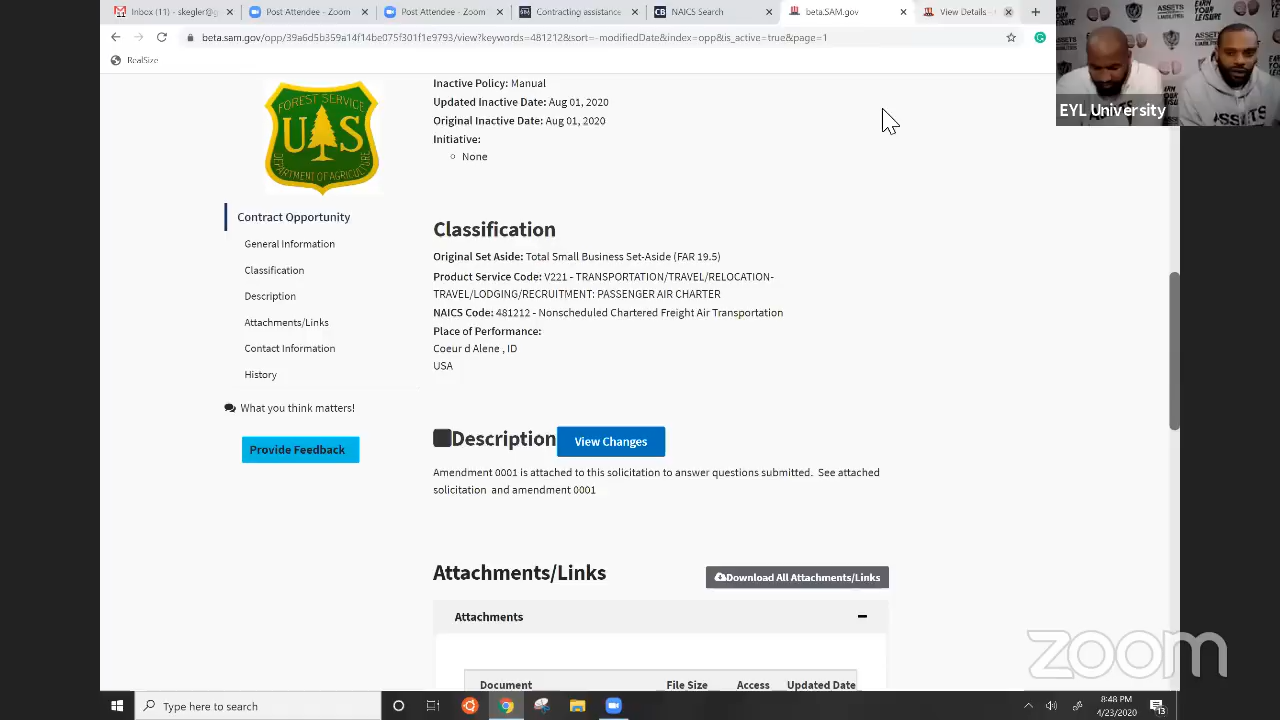 Inbox (11) - skegler@
Post Attendee - Zoom
Post Attendee - Zoom
Contracting assistance
NAICS Search
beta.SAM.gov
View Details -
beta.sam.gov/opp/39a6d5b359a14f14be075f301f1e9793/view?keywords=481212&sort=-modifiedDate&index=opp&is_active=true&page=1
RealSize
EYL University
FOREST SERVICE
U S
DEPARTMENT OF AGRICULTURE
Inactive Policy: Manual
Updated Inactive Date: Aug 01, 2020
Original Inactive Date: Aug 01, 2020
Initiative:
None
Contract Opportunity
General Information
Classification
Description
Attachments/Links
Contact Information
History
What you think matters!
Provide Feedback
Classification
Original Set Aside: Total Small Business Set-Aside (FAR 19.5)
Product Service Code: V221 - TRANSPORTATION/TRAVEL/RELOCATION-
TRAVEL/LODGING/RECRUITMENT: PASSENGER AIR CHARTER
NAICS Code: 481212 - Nonscheduled Chartered Freight Air Transportation
Place of Performance:
Coeur d Alene , ID
USA
Description
View Changes
Amendment 0001 is attached to this solicitation to answer questions submitted. See attached
solicitation and amendment 0001
Attachments/Links
Download All Attachments/Links
Attachments
Document File Size Access Updated Date
zoom
Type here to search
8:48 PM
4/23/2020